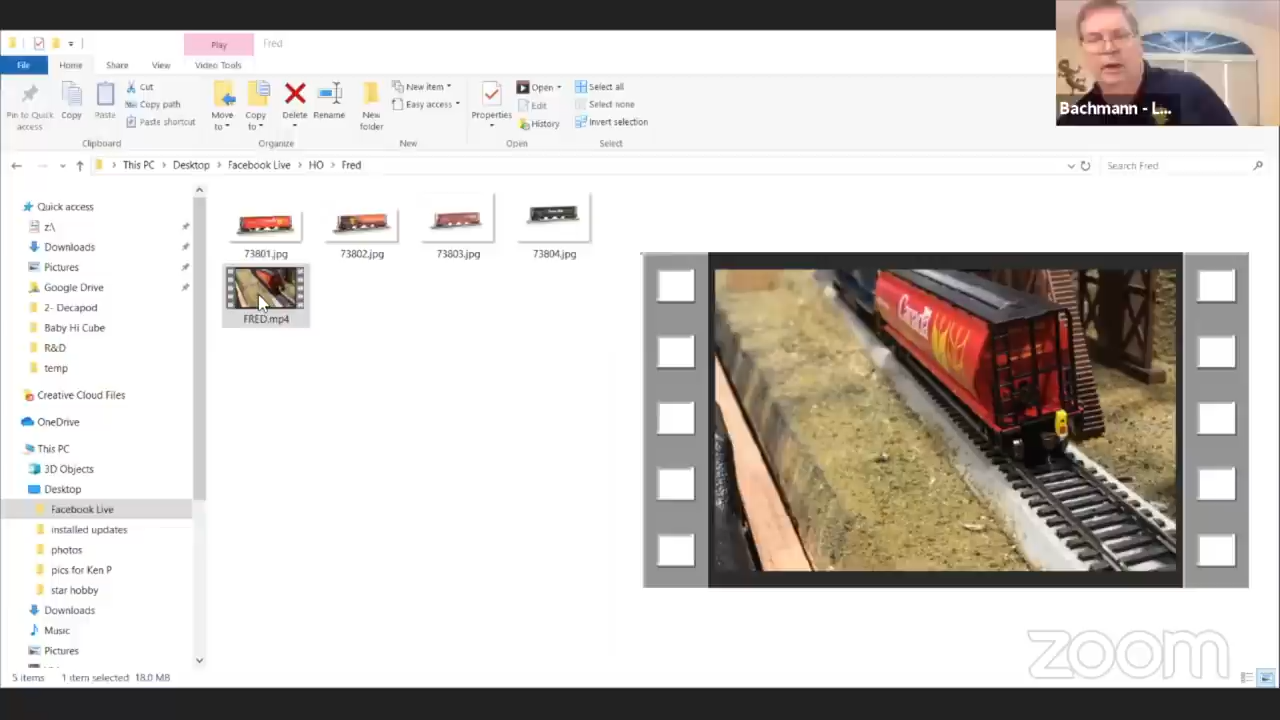 Play
Fred
File
Home
Share
View
Video Tools
Pin to Quick access
Copy
Paste
Cut
Copy path
Paste shortcut
Clipboard
Move to
Copy to
Delete
Rename
Organize
New folder
New item
Easy access
New
Properties
Open
Edit
History
Open
Select all
Select none
Invert selection
Select
Bachmann - L...
This PC > Desktop > Facebook Live > HO > Fred
Search Fred
Quick access
z:\
Downloads
Pictures
Google Drive
2- Decapod
Baby Hi Cube
R&D
temp
Creative Cloud Files
OneDrive
This PC
3D Objects
Desktop
Facebook Live
installed updates
photos
pics for Ken P
star hobby
Downloads
Music
Pictures
73801.jpg
73802.jpg
73803.jpg
73804.jpg
FRED.mp4
Canada
zoom
5 items
1 item selected 18.0 MB